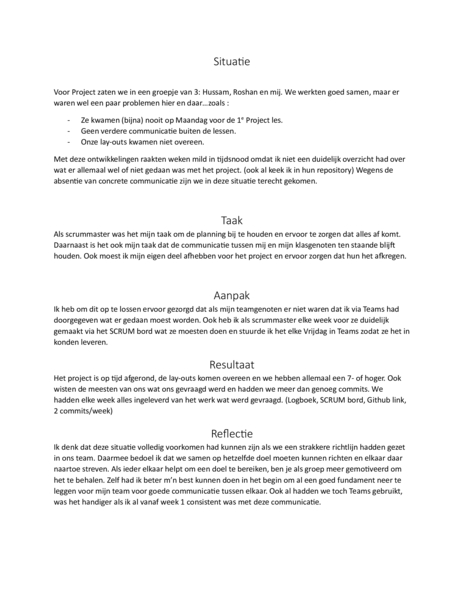 Situatie
Voor Project zaten we in een groepje van 3: Hussam, Roshan en mij. We werkten goed samen, maar er
waren wel een paar problemen hier en daar…zoals :
- Ze kwamen (bijna) nooit op Maandag voor de 1e Project les.
- Geen verdere communicatie buiten de lessen.
- Onze lay-outs kwamen niet overeen.
Met deze ontwikkelingen raakten weken mild in tijdsnood omdat ik niet een duidelijk overzicht had over
wat er allemaal wel of niet gedaan was met het project. (ook al keek ik in hun repository) Wegens de
absentie van concrete communicatie zijn we in deze situatie terecht gekomen.
Taak
Als scrummaster was het mijn taak om de planning bij te houden en ervoor te zorgen dat alles af komt.
Daarnaast is het ook mijn taak dat de communicatie tussen mij en mijn klasgenoten ten staande blijft
houden. Ook moest ik mijn eigen deel afhebben voor het project en ervoor zorgen dat hun het afkregen.
Aanpak
Ik heb om dit op te lossen ervoor gezorgd dat als mijn teamgenoten er niet waren dat ik via Teams had
doorgegeven wat er gedaan moest worden. Ook heb ik als scrummaster elke week voor ze duidelijk
gemaakt via het SCRUM bord wat ze moesten doen en stuurde ik het elke Vrijdag in Teams zodat ze het in
konden leveren.
Resultaat
Het project is op tijd afgerond, de lay-outs komen overeen en we hebben allemaal een 7- of hoger. Ook
wisten de meesten van ons wat ons gevraagd werd en hadden we meer dan genoeg commits. We
hadden elke week alles ingeleverd van het werk wat werd gevraagd. (Logboek, SCRUM bord, Github link,
2 commits/week)
Reflectie
Ik denk dat deze situatie volledig voorkomen had kunnen zijn als we een strakkere richtlijn hadden gezet
in ons team. Daarmee bedoel ik dat we samen op hetzelfde doel moeten kunnen richten en elkaar daar
naartoe streven. Als ieder elkaar helpt om een doel te bereiken, ben je als groep meer gemotiveerd om
het te behalen. Zelf had ik beter m'n best kunnen doen in het begin om al een goed fundament neer te
leggen voor mijn team voor goede communicatie tussen elkaar. Ook al hadden we toch Teams gebruikt,
was het handiger als ik al vanaf week 1 consistent was met deze communicatie.